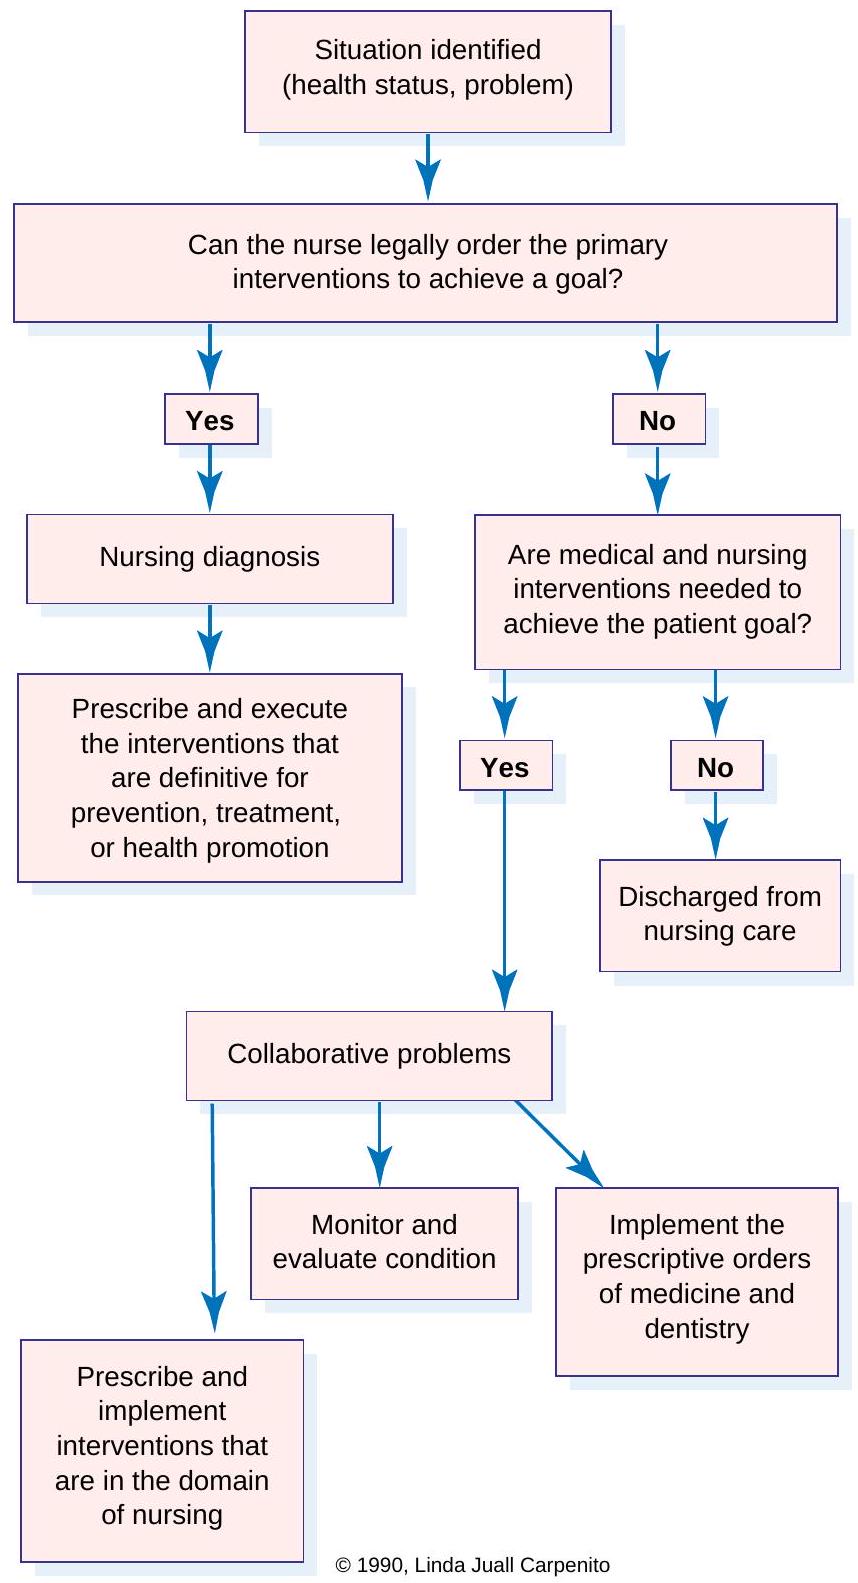 Situation identified
(health status, problem)
Can the nurse legally order the primary
interventions to achieve a goal?
Yes
No
Nursing diagnosis
Are medical and nursing
interventions needed to
achieve the patient goal?
Prescribe and execute
the interventions that
are definitive for
prevention, treatment,
or health promotion
Yes
No
Discharged from
nursing care
Collaborative problems
Monitor and
evaluate condition
Implement the
prescriptive orders
of medicine and
dentistry
Prescribe and
implement
interventions that
are in the domain
of nursing
© 1990, Linda Juall Carpenito